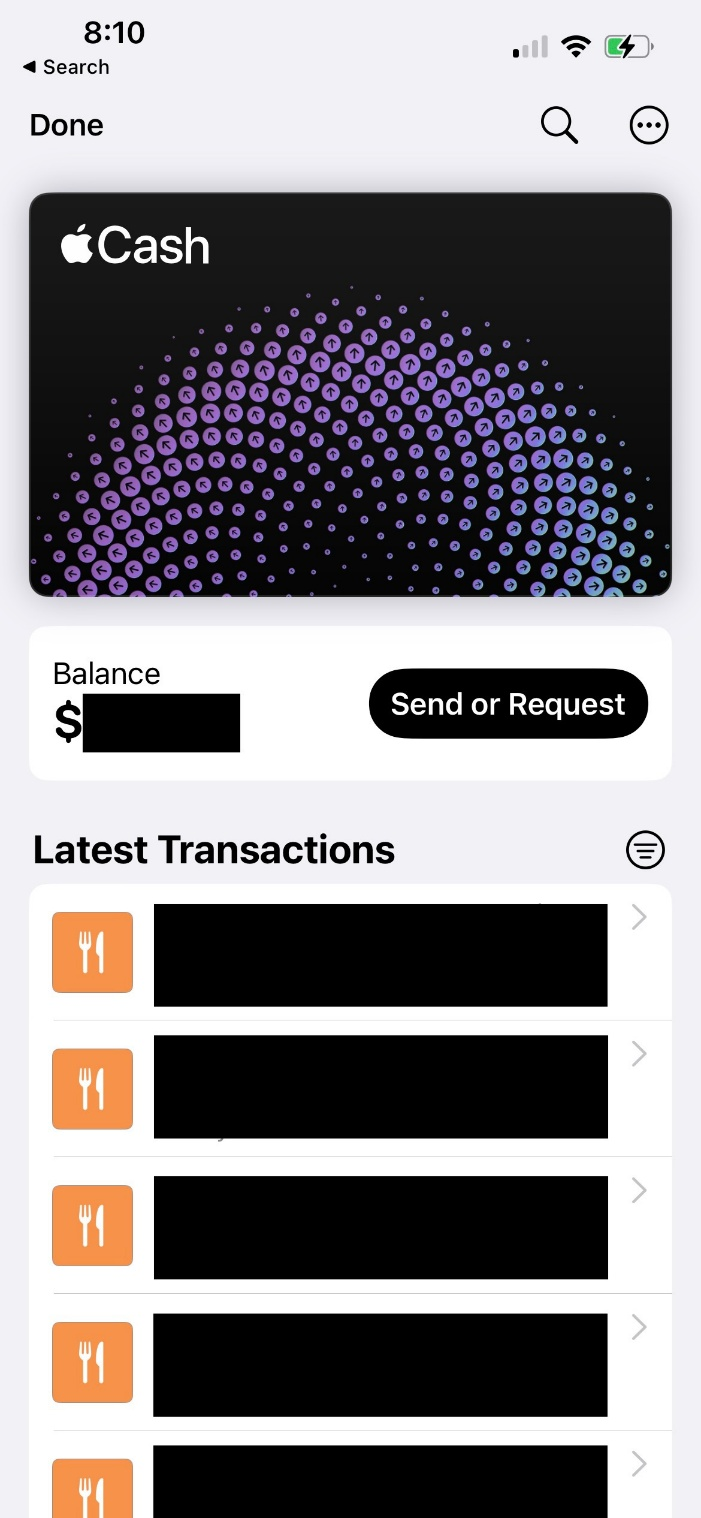 8:10
Search
Done
Cash
Balance
$
Send or Request
Latest Transactions